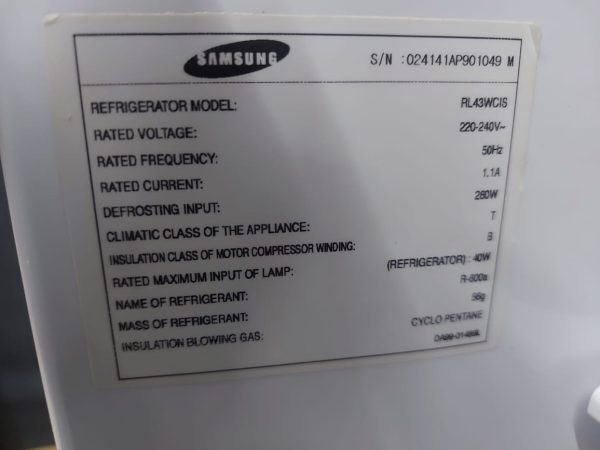 SAMSUNG S/N :024141AP901049 M
REFRIGERATOR MODEL: RL43WCIS
RATED VOLTAGE: 220-240V~
RATED FREQUENCY: 50Hz
RATED CURRENT: 1.1A
DEFROSTING INPUT: 260W
CLIMATIC CLASS OF THE APPLIANCE: T
INSULATION CLASS OF MOTOR COMPRESSOR WINDING: B
RATED MAXIMUM INPUT OF LAMP: (REFRIGERATOR) : 40W
NAME OF REFRIGERANT: R-600a
MASS OF REFRIGERANT:
INSULATION BLOWING GAS: CYCLO PENTANE